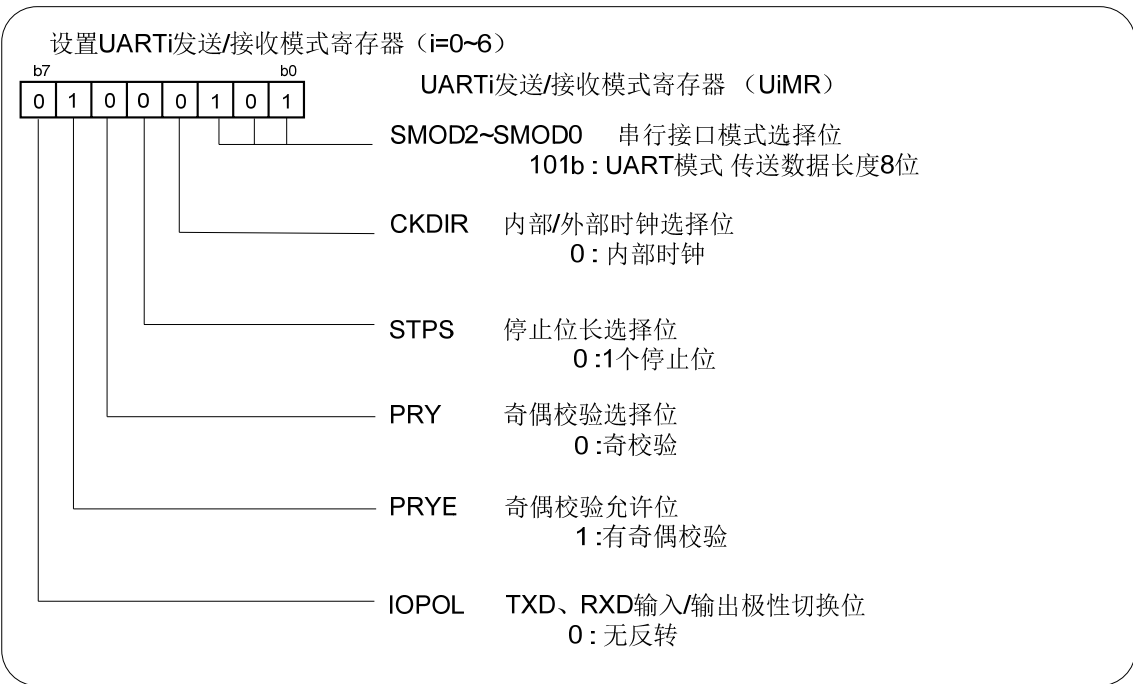 设置UARTi发送/接收模式寄存器（i=0~6）
b7 b0
0 1 0 0 0 1 0 1
UARTi发送/接收模式寄存器 （UiMR）
SMOD2~SMOD0 串行接口模式选择位
101b : UART模式 传送数据长度8位
CKDIR 内部/外部时钟选择位
0 : 内部时钟
STPS 停止位长选择位
0 :1个停止位
PRY 奇偶校验选择位
0 :奇校验
PRYE 奇偶校验允许位
1 :有奇偶校验
IOPOL TXD、RXD输入/输出极性切换位
0 : 无反转